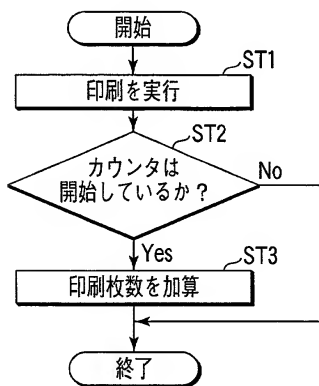 開始
ST1
印刷を実行
ST2
カウンタは
開始しているか?
No
Yes
ST3
印刷枚数を加算
終了